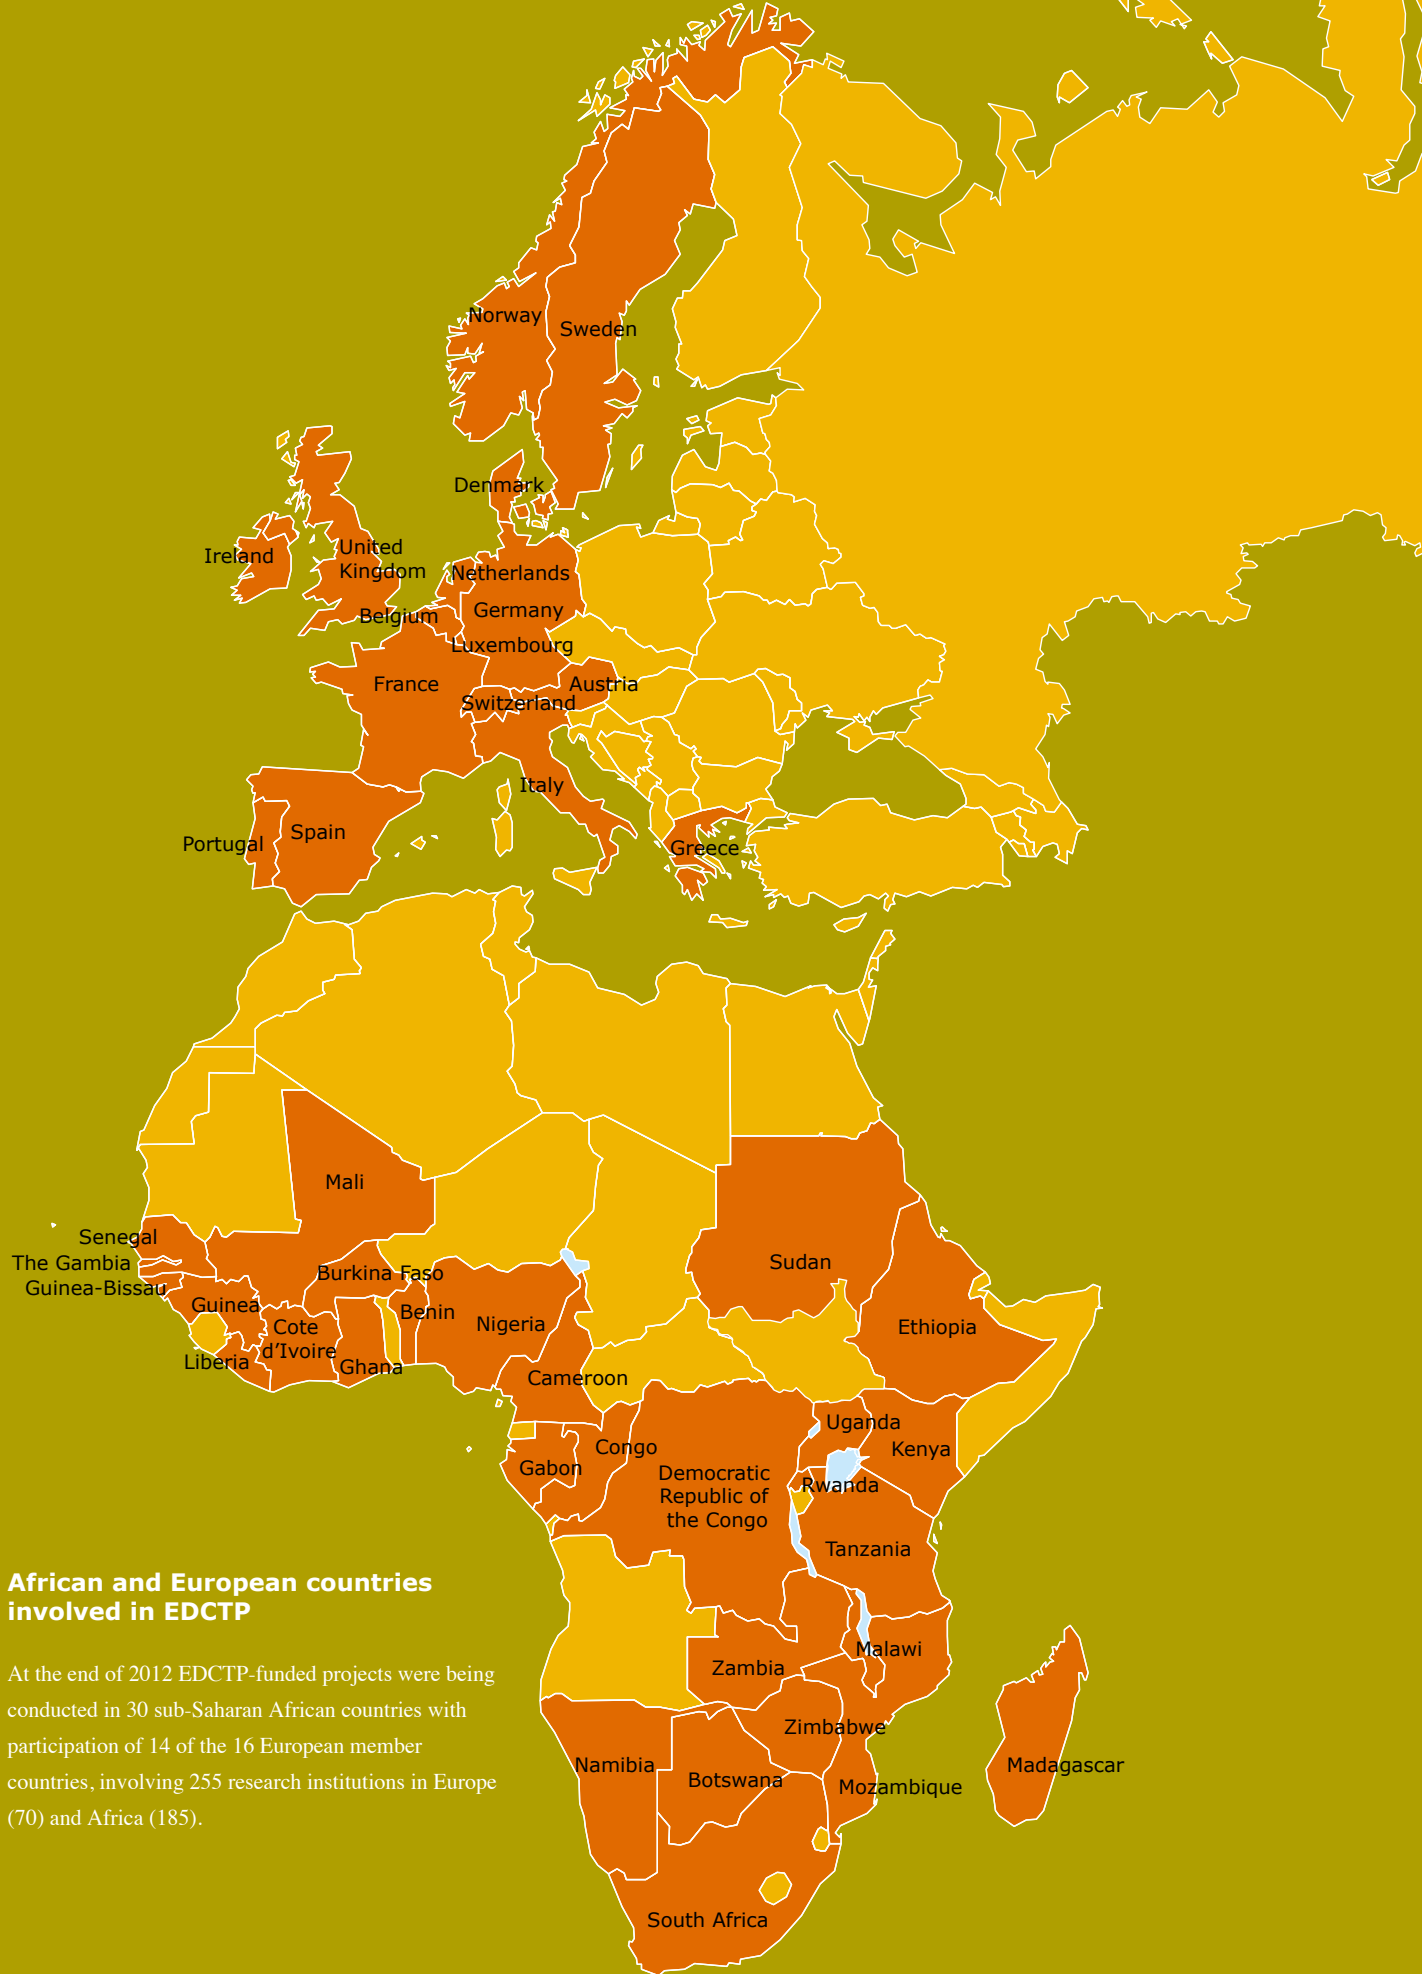 Norway
Sweden
Denmark
Ireland
United
Kingdom
Netherlands
Belgium
Germany
Luxembourg
France
Austria
Switzerland
Italy
Spain
Portugal
Greece
Mali
Senegal
The Gambia
Guinea-Bissau
Burkina Faso
Sudan
Guinea
Benin
Nigeria
Cote
d’Ivoire
Ethiopia
Liberia
Ghana
Cameroon
Uganda
Congo
Kenya
Gabon
Democratic
Republic of
the Congo
Rwanda
Tanzania
African and European countries
involved in EDCTP
Malawi
Zambia
At the end of 2012 EDCTP-funded projects were being
conducted in 30 sub-Saharan African countries with
participation of 14 of the 16 European member
countries, involving 255 research institutions in Europe
(70) and Africa (185).
Zimbabwe
Namibia
Botswana
Mozambique
Madagascar
South Africa